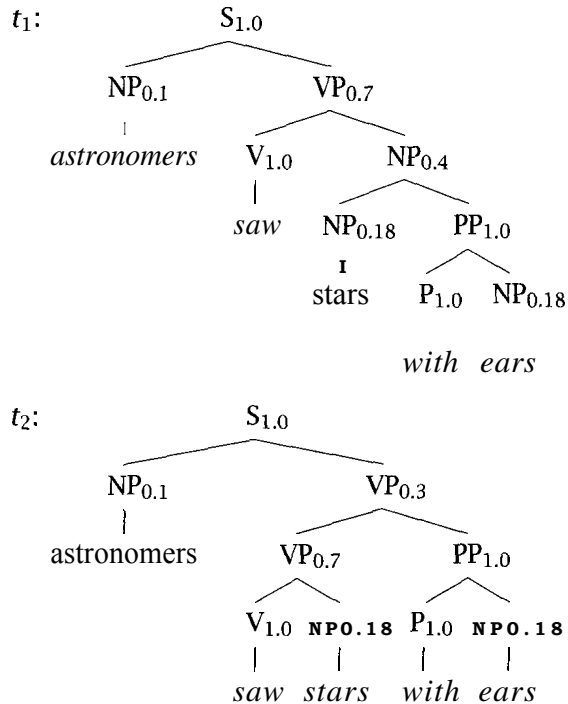 t₁: S₁.₀
NP₀.₁ VP₀.₇
astronomers V₁.₀ NP₀.₄
saw NP₀.₁₈ PP₁.₀
stars P₁.₀ NP₀.₁₈
with ears
t₂: S₁.₀
NP₀.₁ VP₀.₃
astronomers VP₀.₇ PP₁.₀
V₁.₀ NP0.18 P₁.₀ NP0.18
saw stars with ears